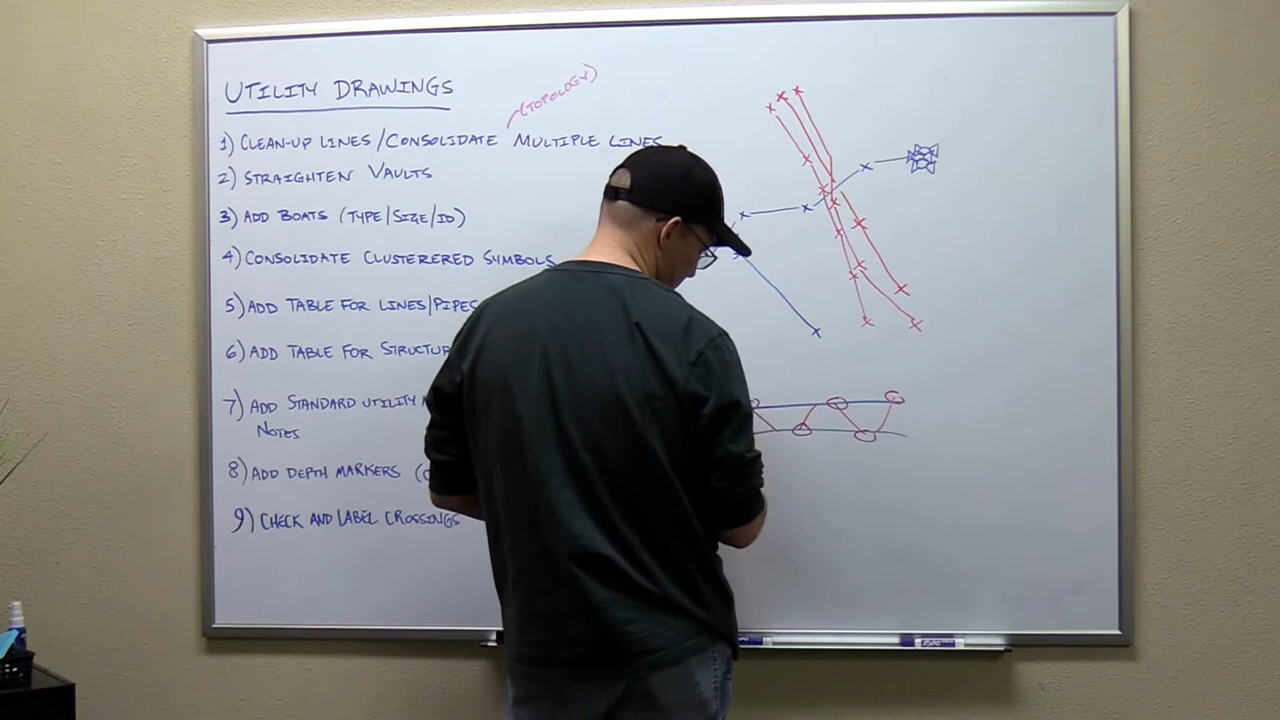 UTILITY DRAWINGS
(TOPOLOGY)
1) CLEAN-UP LINES/CONSOLIDATE MULTIPLE LINES
2) STRAIGHTEN VAULTS
3) ADD BOATS (TYPE/SIZE/ID)
4) CONSOLIDATE CLUSTERERED SYMBOLS
5) ADD TABLE FOR LINES/PIPES
6) ADD TABLE FOR
7) ADD STANDARD UTILITY
NOTES
8) ADD DEPTH MARKERS
9) CHECK AND LABEL CROSSINGS
EXPO